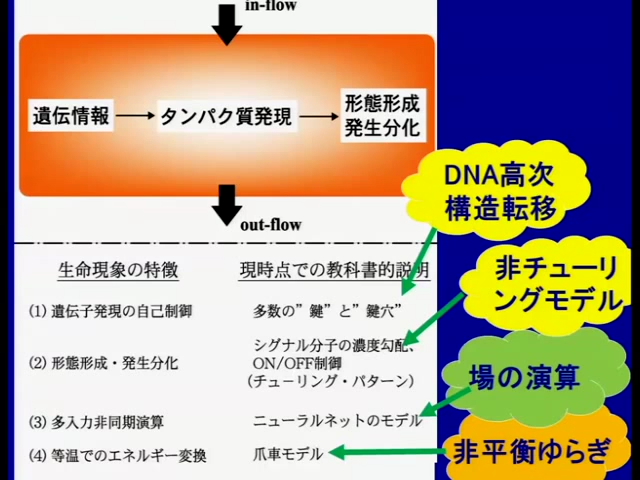 in-flow
遺伝情報
タンパク質発現
形態形成
発生分化
out-flow
DNA高次
構造転移
生命現象の特徴
現時点での教科書的説明
非チューリ
ングモデル
(1) 遺伝子発現の自己制御
多数の”鍵”と”鍵穴”
(2) 形態形成・発生分化
シグナル分子の濃度勾配、
ON/OFF制御
(チューリング・パターン)
場の演算
(3) 多入力非同期演算
ニューラルネットのモデル
(4) 等温でのエネルギー変換
爪車モデル
非平衡ゆらぎ